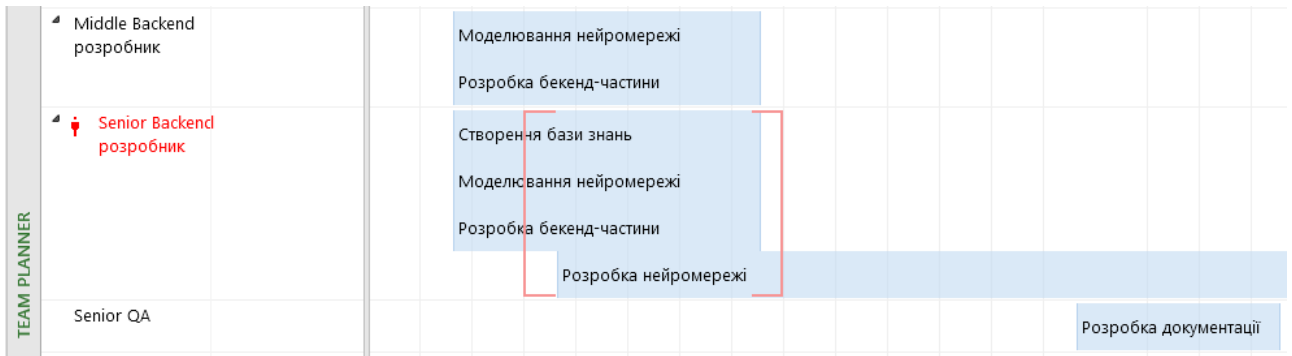 TEAM PLANNER
Middle Backend
розробник
Моделювання нейромережі
Розробка бекенд-частини
Senior Backend
розробник
Створення бази знань
Моделювання нейромережі
Розробка бекенд-частини
Розробка нейромережі
Senior QA
Розробка документації